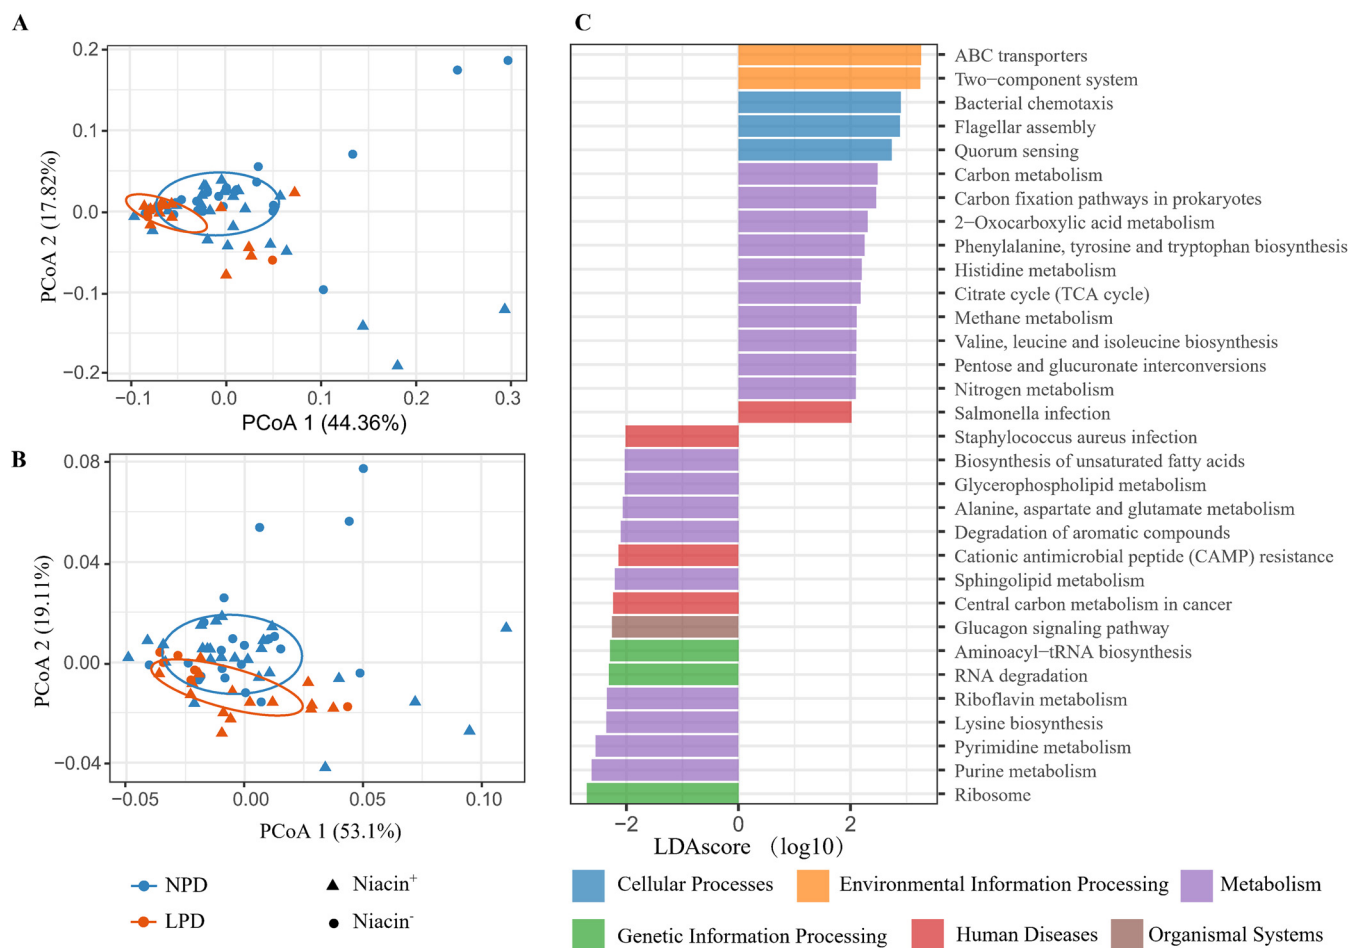 A
0.2
0.1
0.0
−0.1
−0.2
PCoA 2 (17.82%)
−0.1
0.0
0.1
0.2
0.3
PCoA 1 (44.36%)
B
0.08
0.04
0.00
−0.04
PCoA 2 (19.11%)
−0.05
0.00
0.05
0.10
PCoA 1 (53.1%)
NPD
Niacin⁺
LPD
Niacin⁻
C
ABC transporters
Two−component system
Bacterial chemotaxis
Flagellar assembly
Quorum sensing
Carbon metabolism
Carbon fixation pathways in prokaryotes
2−Oxocarboxylic acid metabolism
Phenylalanine, tyrosine and tryptophan biosynthesis
Histidine metabolism
Citrate cycle (TCA cycle)
Methane metabolism
Valine, leucine and isoleucine biosynthesis
Pentose and glucuronate interconversions
Nitrogen metabolism
Salmonella infection
Staphylococcus aureus infection
Biosynthesis of unsaturated fatty acids
Glycerophospholipid metabolism
Alanine, aspartate and glutamate metabolism
Degradation of aromatic compounds
Cationic antimicrobial peptide (CAMP) resistance
Sphingolipid metabolism
Central carbon metabolism in cancer
Glucagon signaling pathway
Aminoacyl−tRNA biosynthesis
RNA degradation
Riboflavin metabolism
Lysine biosynthesis
Pyrimidine metabolism
Purine metabolism
Ribosome
−2
0
2
LDAscore （log10）
Cellular Processes
Environmental Information Processing
Metabolism
Genetic Information Processing
Human Diseases
Organismal Systems